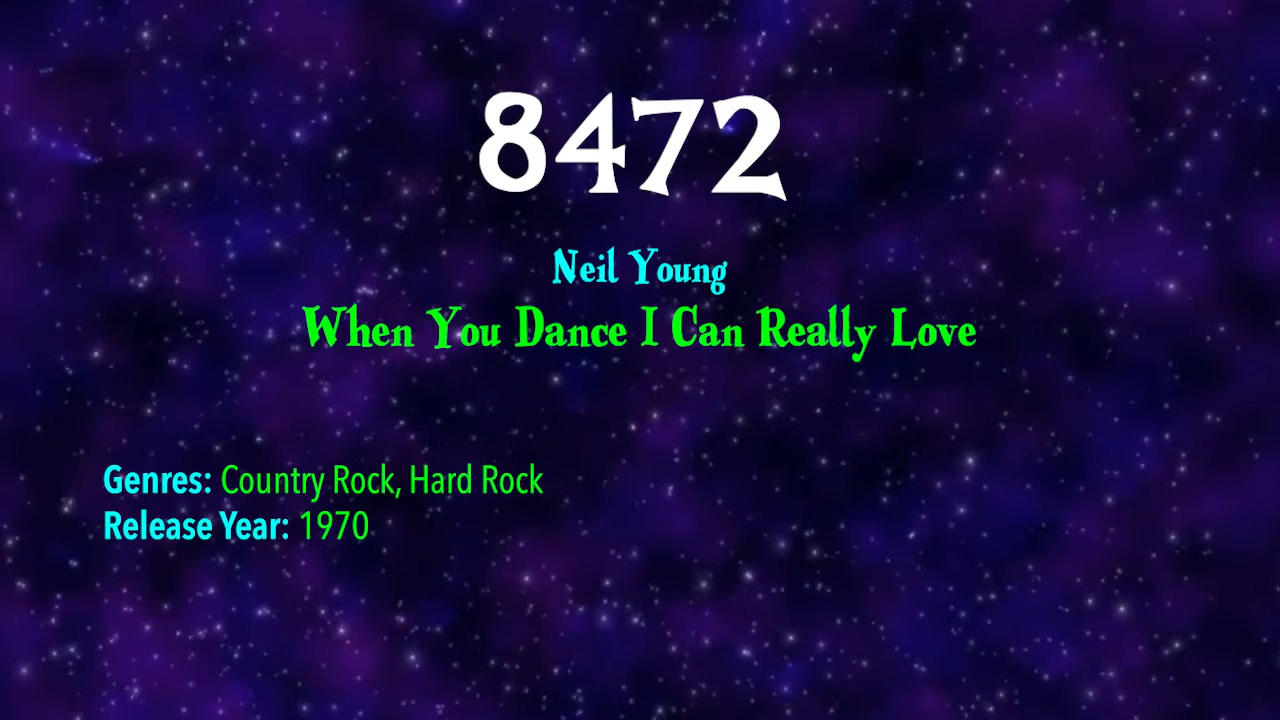 8472
Neil Young
When You Dance I Can Really Love
Genres: Country Rock, Hard Rock
Release Year: 1970